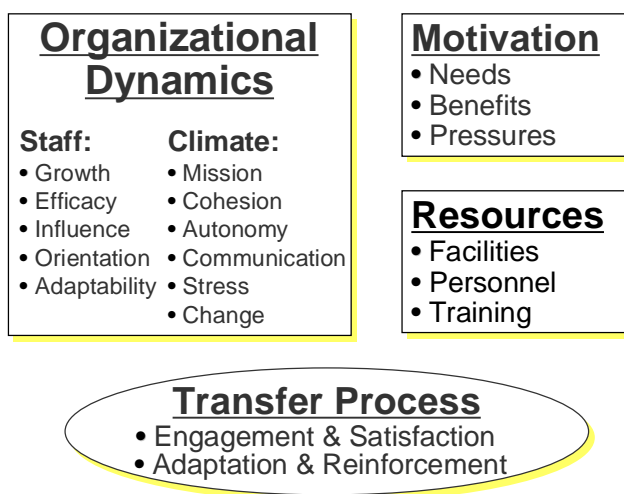 Organizational
Dynamics
Staff:
• Growth
• Efficacy
• Influence
• Orientation
• Adaptability
Climate:
• Mission
• Cohesion
• Autonomy
• Communication
• Stress
• Change
Motivation
• Needs
• Benefits
• Pressures
Resources
• Facilities
• Personnel
• Training
Transfer Process
• Engagement & Satisfaction
• Adaptation & Reinforcement